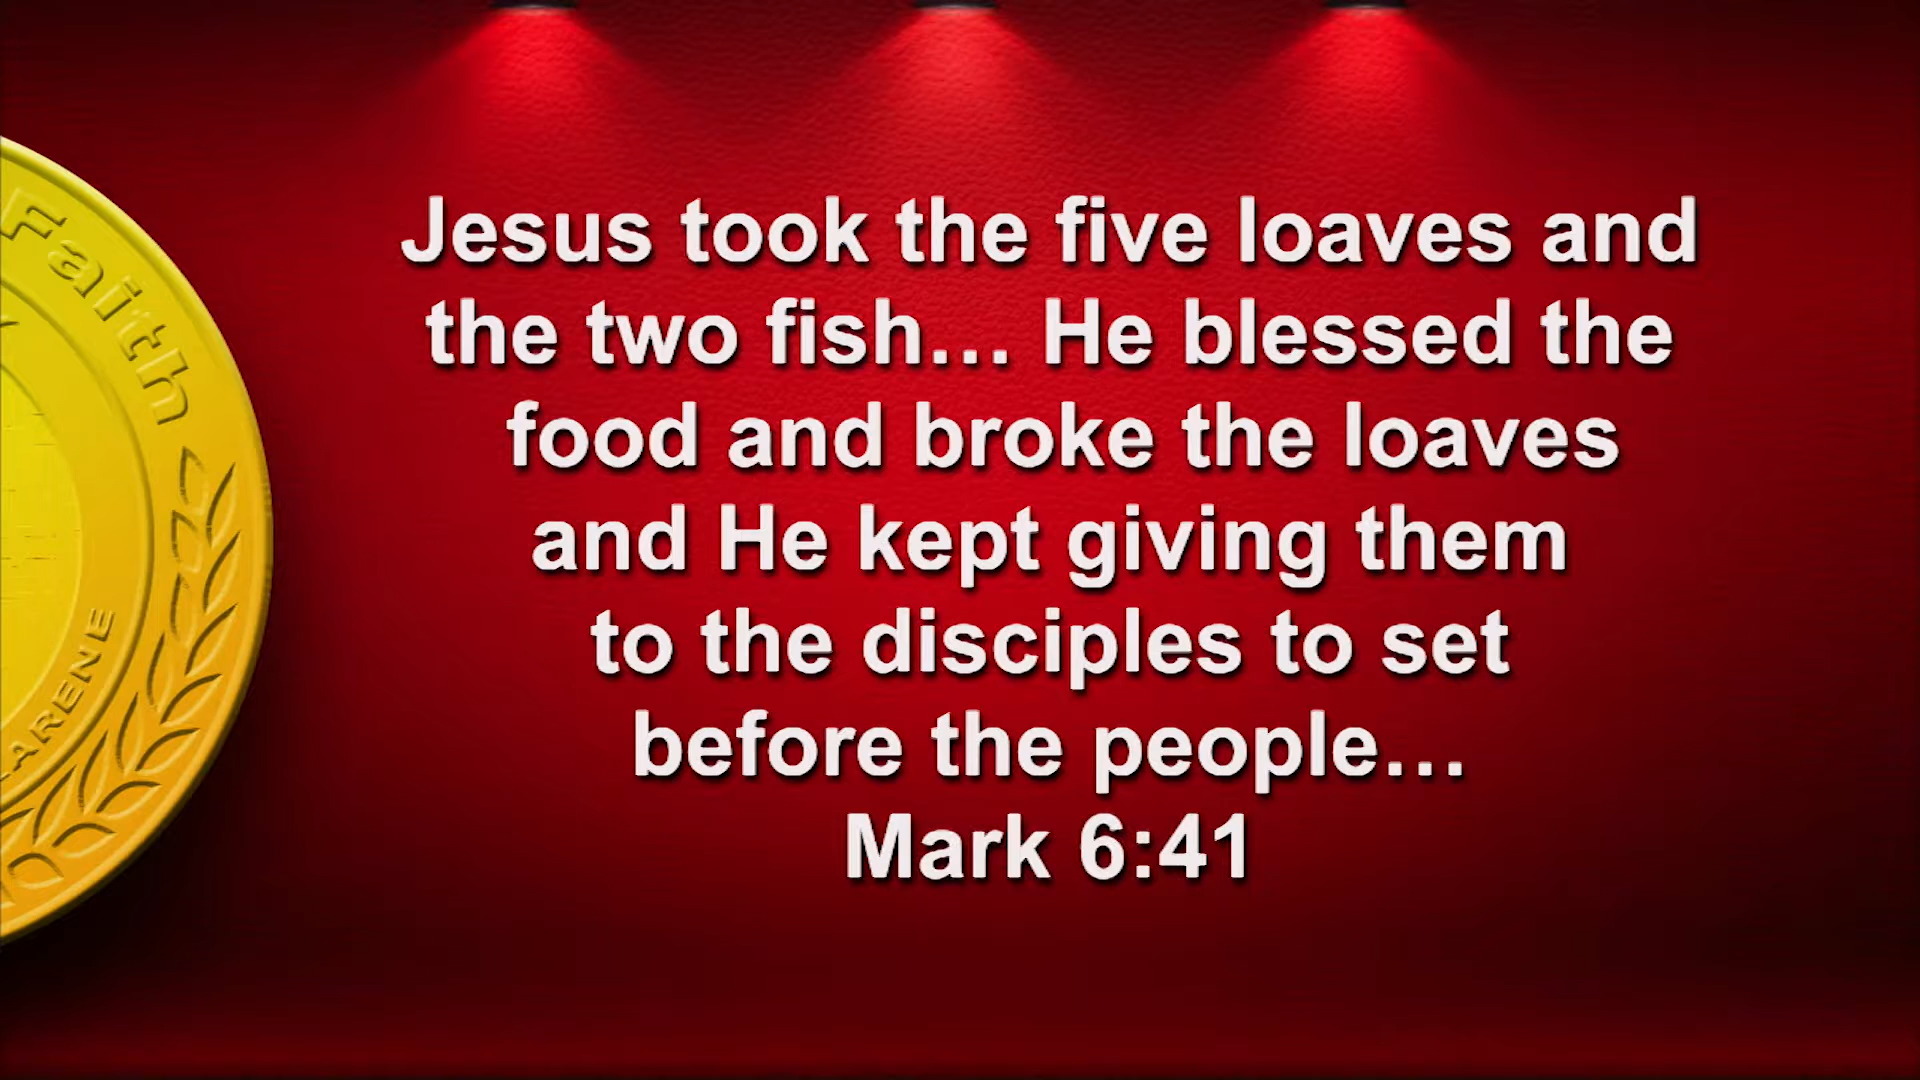 Jesus took the five loaves and
the two fish... He blessed the
food and broke the loaves
and He kept giving them
to the disciples to set
before the people...
Mark 6:41
Faith